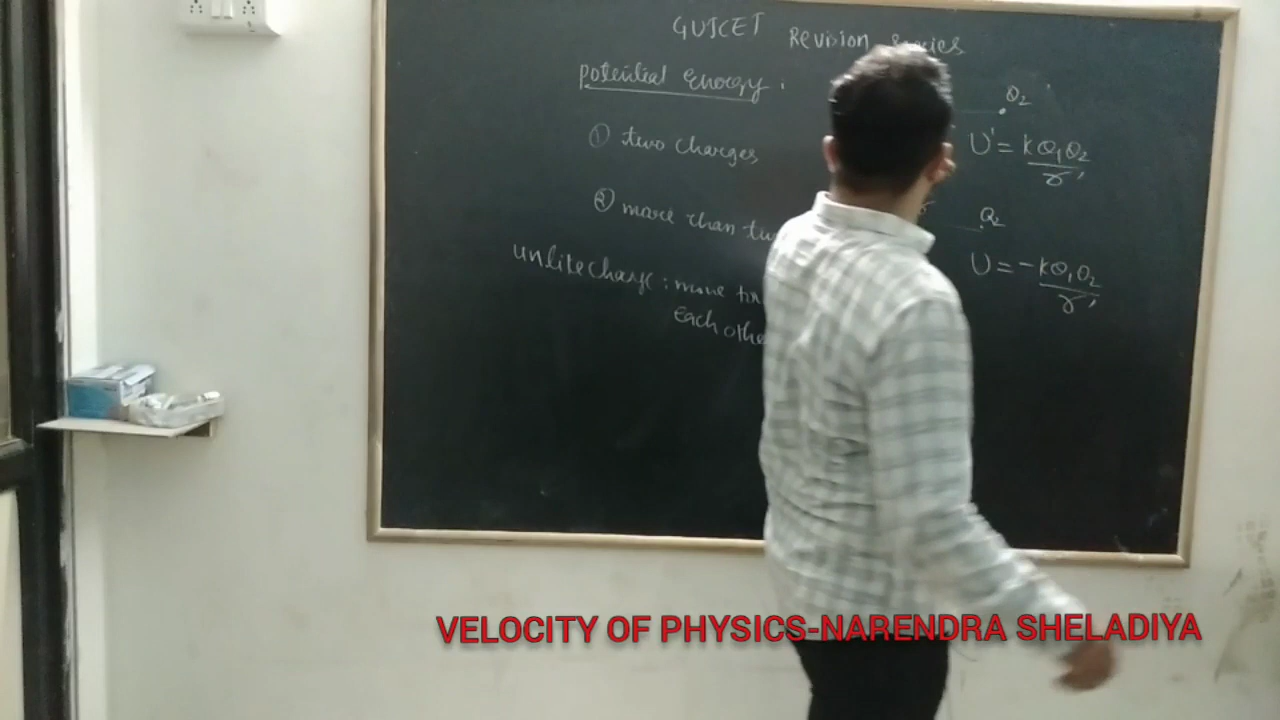 GUJCET Revision Series
Potential Energy :
① two charges
② more than
unlike charge : move
Each other
Q₂
U' = kQ₁Q₂
r'
r
Q₂
U = -kQ₁Q₂
r'
VELOCITY OF PHYSICS-NARENDRA SHELADIYA